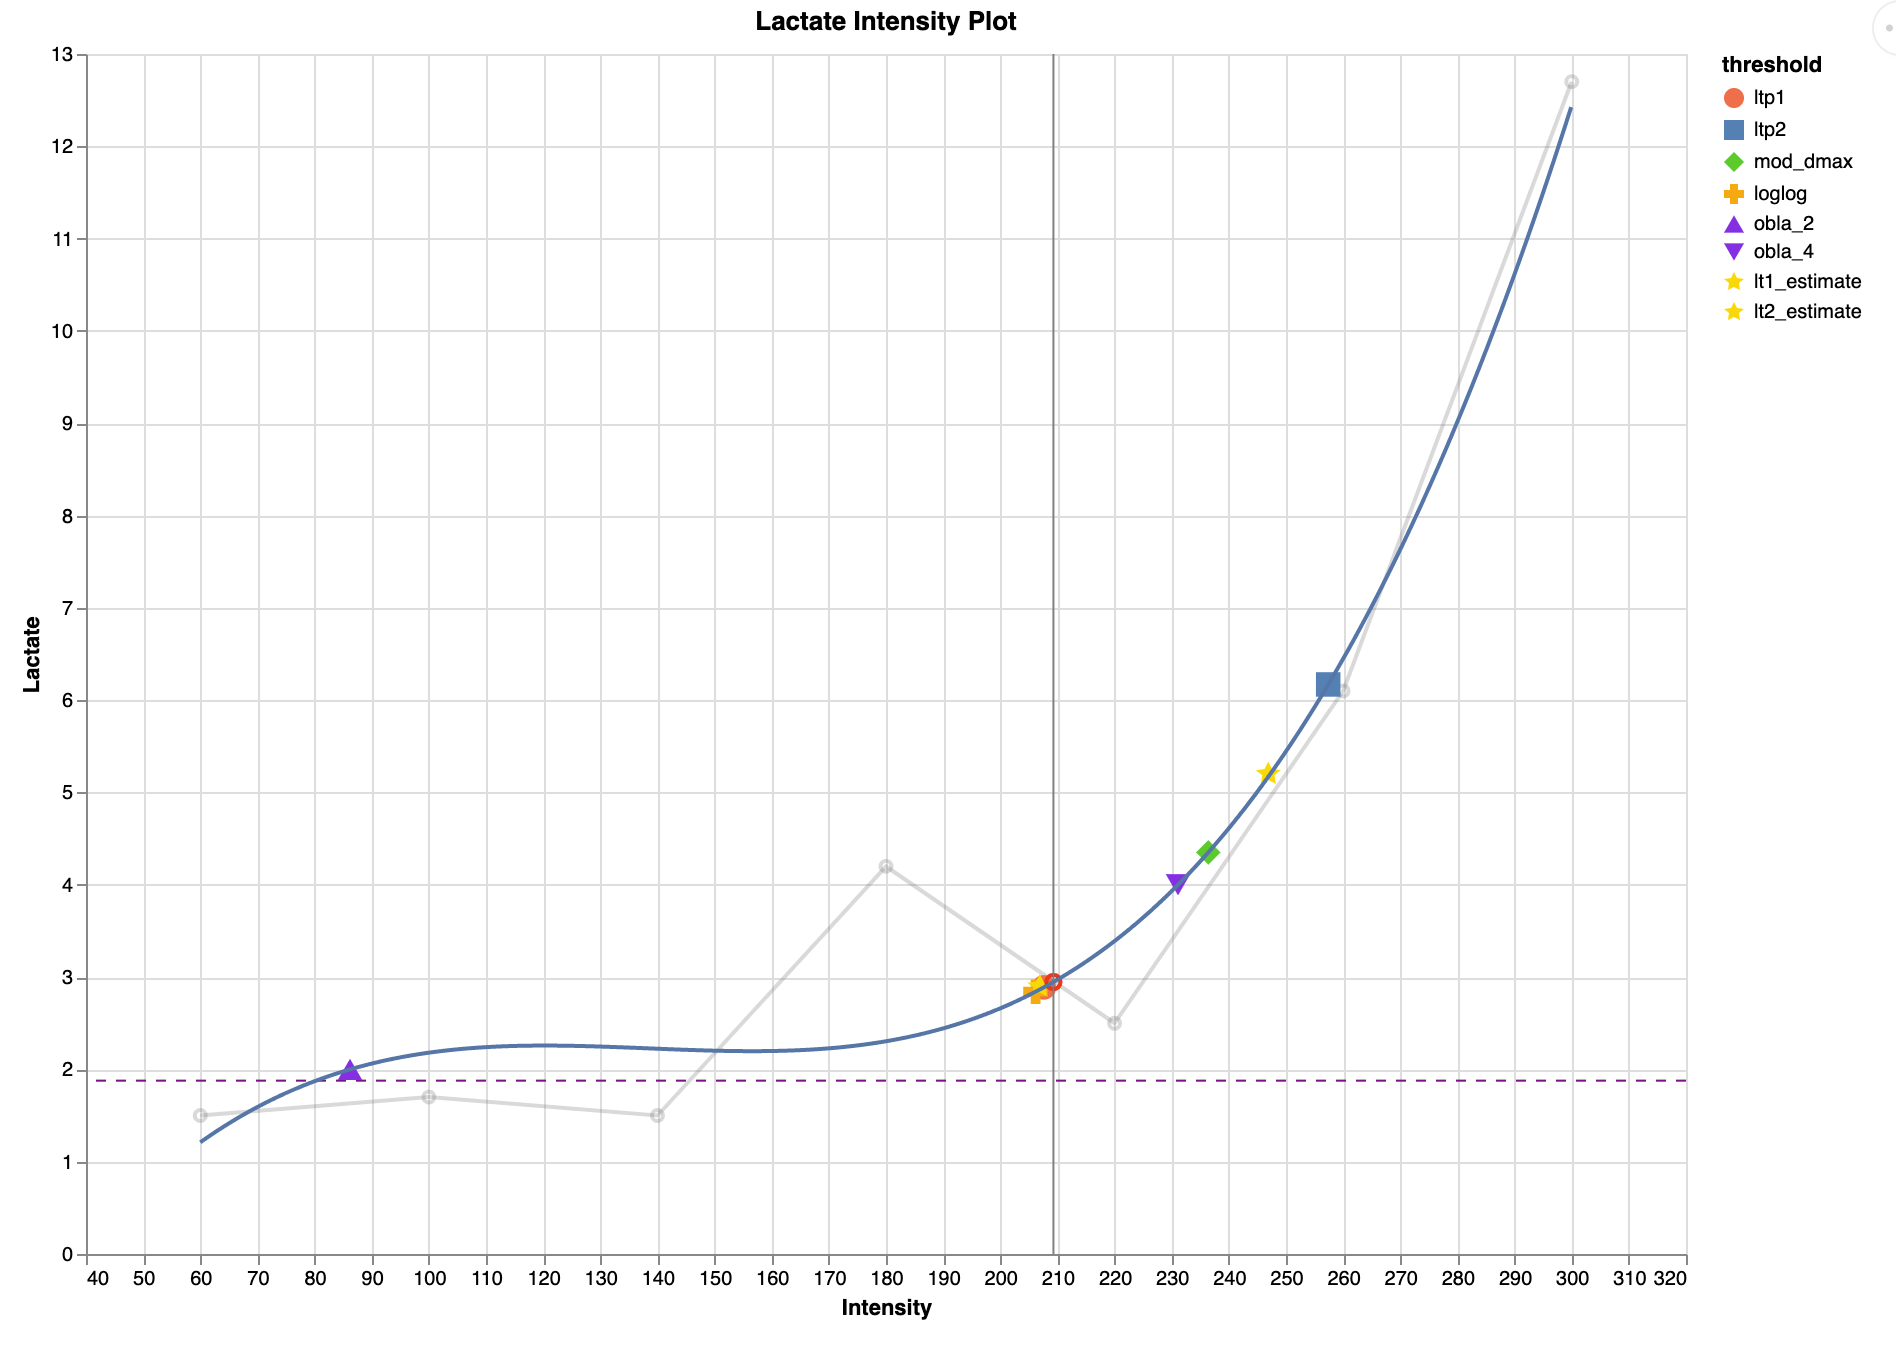 Lactate Intensity Plot
13
12
11
10
9
8
7
6
5
4
3
2
1
0
Lactate
40 50 60 70 80 90 100 110 120 130 140 150 160 170 180 190 200 210 220 230 240 250 260 270 280 290 300 310 320
Intensity
threshold
ltp1
ltp2
mod_dmax
loglog
obla_2
obla_4
lt1_estimate
lt2_estimate